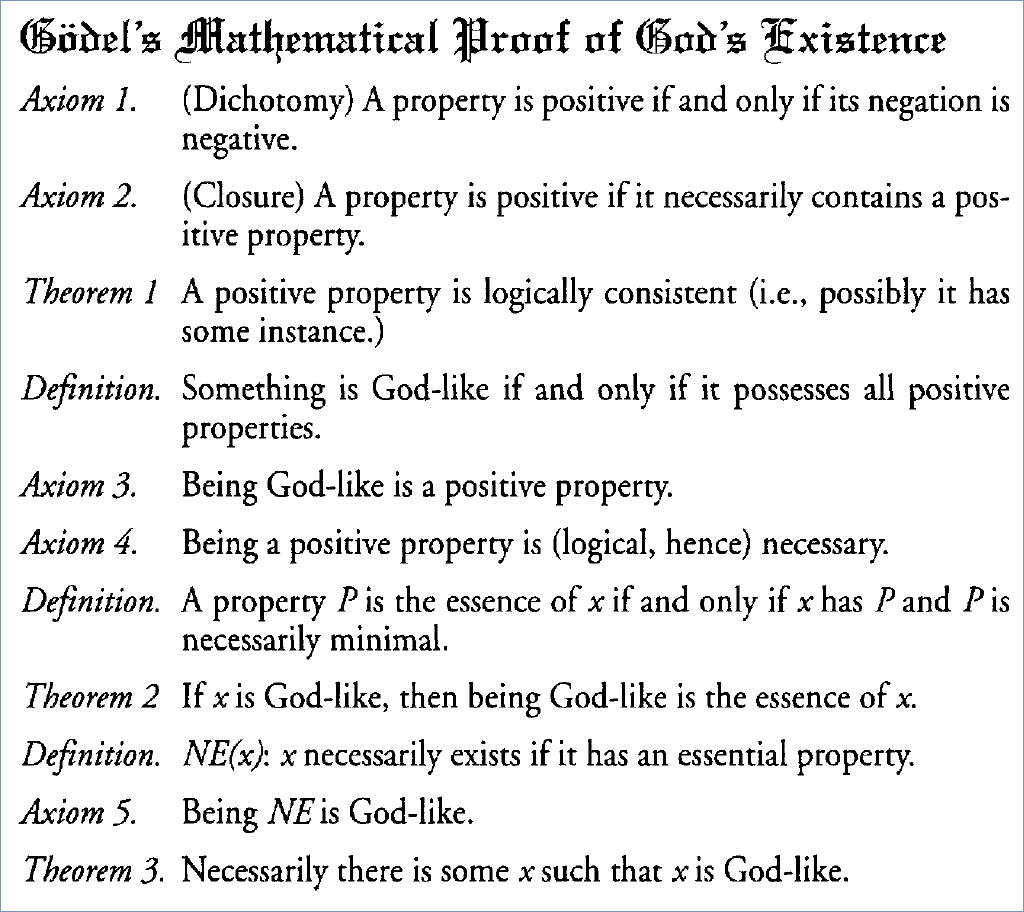 Gödel's Mathematical Proof of God's Existence
Axiom 1. (Dichotomy) A property is positive if and only if its negation is
negative.
Axiom 2. (Closure) A property is positive if it necessarily contains a pos-
itive property.
Theorem 1 A positive property is logically consistent (i.e., possibly it has
some instance.)
Definition. Something is God-like if and only if it possesses all positive
properties.
Axiom 3. Being God-like is a positive property.
Axiom 4. Being a positive property is (logical, hence) necessary.
Definition. A property P is the essence of x if and only if x has P and P is
necessarily minimal.
Theorem 2 If x is God-like, then being God-like is the essence of x.
Definition. NE(x): x necessarily exists if it has an essential property.
Axiom 5. Being NE is God-like.
Theorem 3. Necessarily there is some x such that x is God-like.